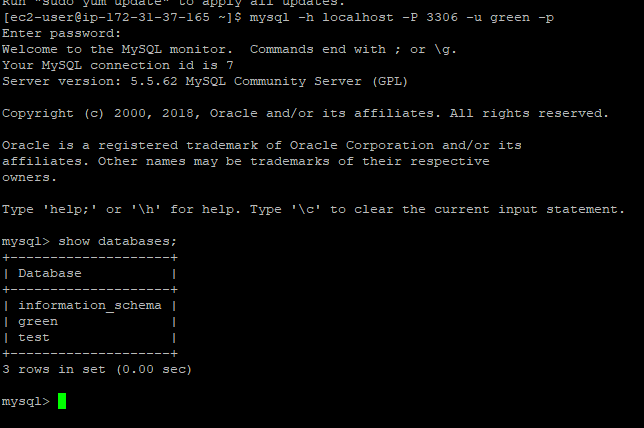 Run "sudo yum update" to apply all updates.
[ec2-user@ip-172-31-37-165 ~]$ mysql -h localhost -P 3306 -u green -p
Enter password:
Welcome to the MySQL monitor.  Commands end with ; or \g.
Your MySQL connection id is 7
Server version: 5.5.62 MySQL Community Server (GPL)
Copyright (c) 2000, 2018, Oracle and/or its affiliates. All rights reserved.
Oracle is a registered trademark of Oracle Corporation and/or its
affiliates. Other names may be trademarks of their respective
owners.
Type 'help;' or '\h' for help. Type '\c' to clear the current input statement.
mysql> show databases;
+--------------------+
| Database           |
+--------------------+
| information_schema |
| green              |
| test               |
+--------------------+
3 rows in set (0.00 sec)
mysql>